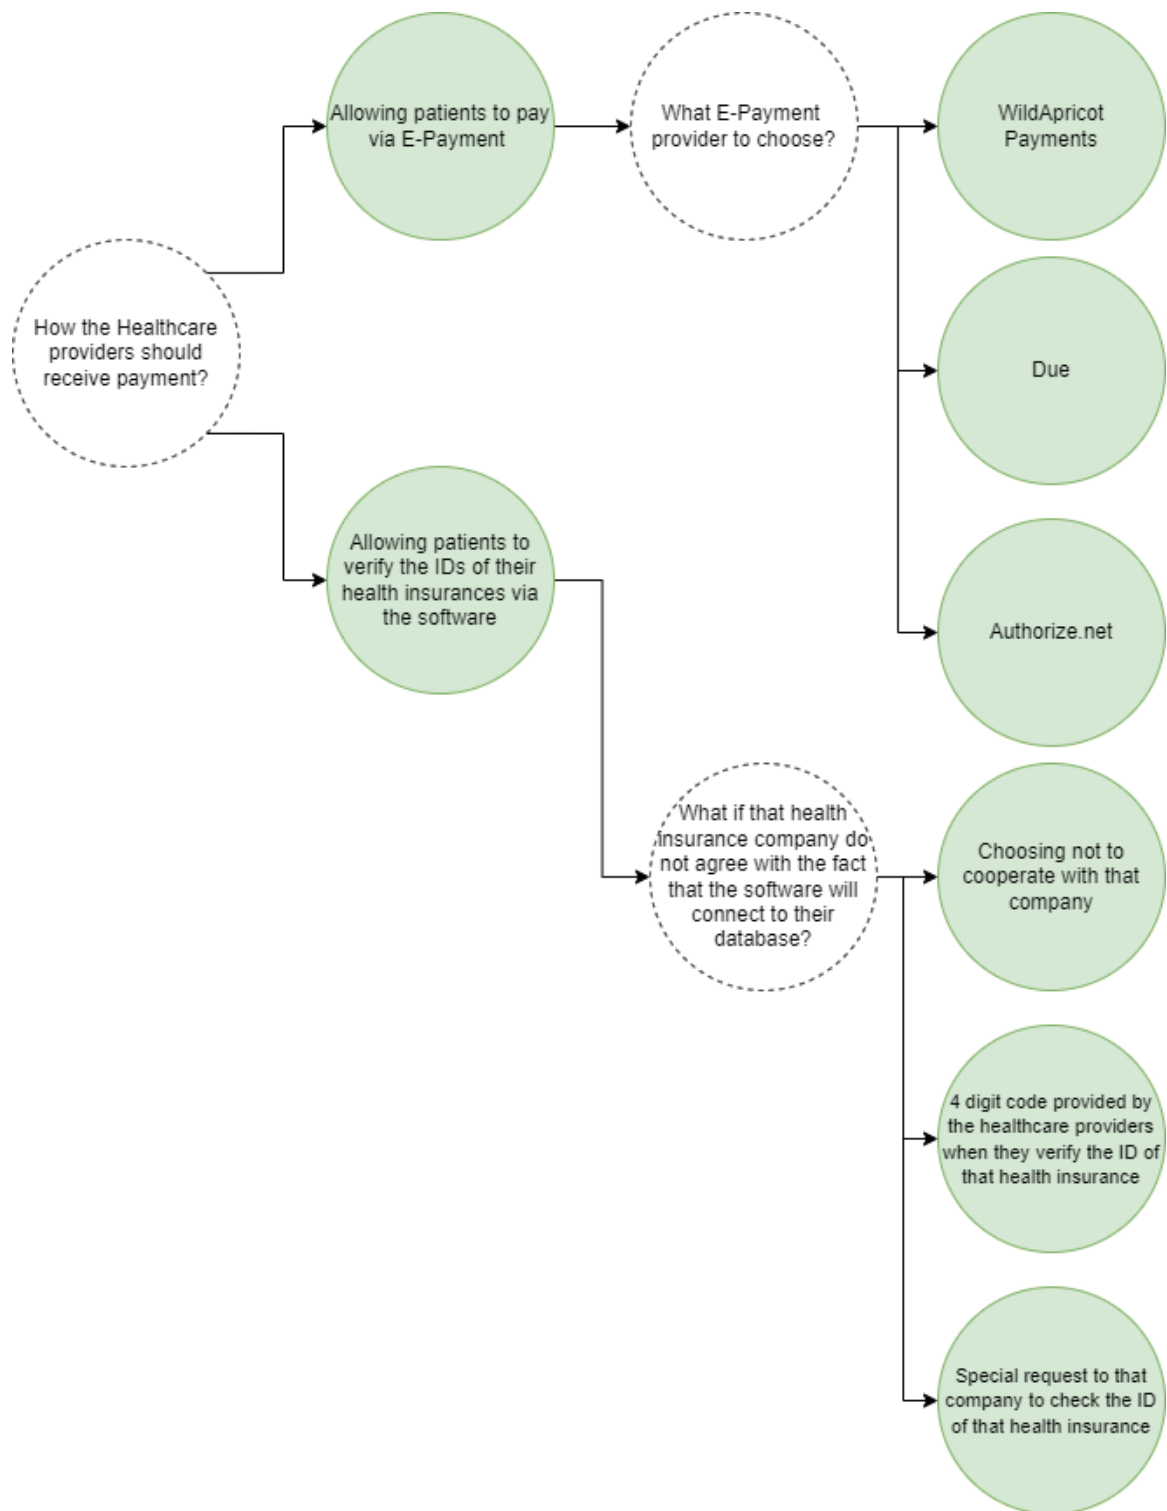 Allowing patients to pay
via E-Payment
What E-Payment
provider to choose?
WildApricot
Payments
How the Healthcare
providers should
receive payment?
Due
Allowing patients to
verify the IDs of their
health insurances via
the software
Authorize.net
What if that health
insurance company do
not agree with the fact
that the software will
connect to their
database?
Choosing not to
cooperate with that
company
4 digit code provided by
the healthcare providers
when they verify the ID of
that health insurance
Special request to that
company to check the ID
of that health insurance